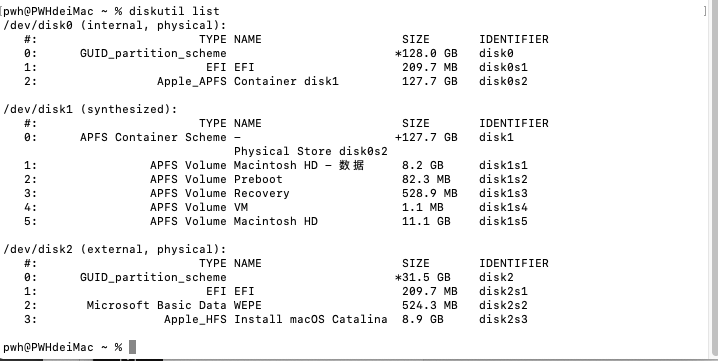 [pwh@PWHdeiMac ~ % diskutil list ]
/dev/disk0 (internal, physical):
#: TYPE NAME SIZE IDENTIFIER
0: GUID_partition_scheme *128.0 GB disk0
1: EFI EFI 209.7 MB disk0s1
2: Apple_APFS Container disk1 127.7 GB disk0s2
/dev/disk1 (synthesized):
#: TYPE NAME SIZE IDENTIFIER
0: APFS Container Scheme - +127.7 GB disk1
Physical Store disk0s2
1: APFS Volume Macintosh HD - 数据 8.2 GB disk1s1
2: APFS Volume Preboot 82.3 MB disk1s2
3: APFS Volume Recovery 528.9 MB disk1s3
4: APFS Volume VM 1.1 MB disk1s4
5: APFS Volume Macintosh HD 11.1 GB disk1s5
/dev/disk2 (external, physical):
#: TYPE NAME SIZE IDENTIFIER
0: GUID_partition_scheme *31.5 GB disk2
1: EFI EFI 209.7 MB disk2s1
2: Microsoft Basic Data WEPE 524.3 MB disk2s2
3: Apple_HFS Install macOS Catalina 8.9 GB disk2s3
pwh@PWHdeiMac ~ %